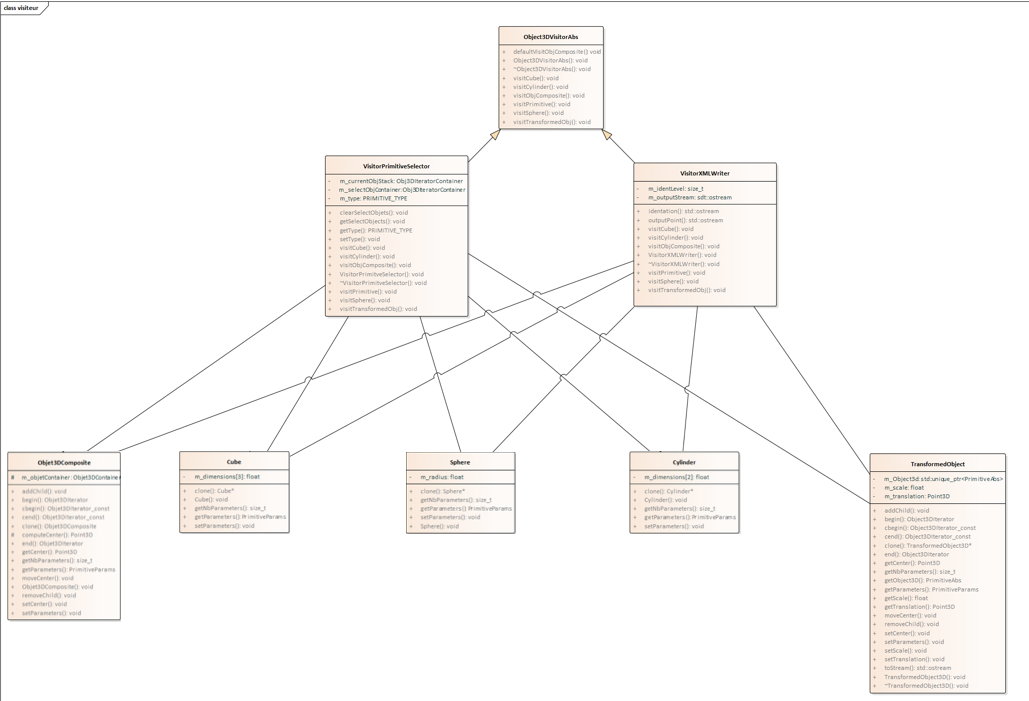 class visiteur
Object3DVisitorAbs
+ defaultVisitObjComposite() void
+ Object3DVisitorAbs(): void
+ ~Object3DVisitorAbs(): void
+ visitCube(): void
+ visitCylinder(): void
+ visitObjComposite(): void
+ visitPrimitive(): void
+ visitSphere(): void
+ visitTransformedObj(): void
VisitorPrimitiveSelector
- m_currentObjStack: Obj3DIteratorContainer
- m_selectObjContainer: Obj3DIteratorContainer
- m_type: PRIMITIVE_TYPE
+ clearSelectObjets(): void
+ getSelectObjects(): void
+ getType(): PRIMITIVE_TYPE
+ setType(): void
+ visitCube(): void
+ visitCylinder(): void
+ visitObjComposite(): void
+ VisitorPrimitveSelector(): void
+ ~VisitorPrimitveSelector(): void
+ visitPrimitive(): void
+ visitSphere(): void
+ visitTransformedObj(): void
VisitorXMLWriter
- m_identLevel: size_t
- m_outputStream: sdt::ostream
+ identation(): std::ostream
+ outputPoint(): std::ostream
+ visitCube(): void
+ visitCylinder(): void
+ visitObjComposite(): void
+ VisitorXMLWriter(): void
+ ~VisitorXMLWriter(): void
+ visitPrimitive(): void
+ visitSphere(): void
+ visitTransformedObj(): void
Objet3DComposite
# m_objetContainer: Objet3DContainer
+ addChild(): void
+ begin(): Objet3DIterator
+ cbegin(): Objet3DIterator_const
+ cend(): Objet3DIterator_const
+ clone(): Objet3DComposite
# computeCenter(): Point3D
+ end(): Objet3DIterator
+ getCenter(): Point3D
+ getNbParameters(): size_t
+ getParameters(): PrimitiveParams
+ moveCenter(): void
+ Objet3DComposite(): void
+ removeChild(): void
+ setCenter(): void
+ setParameters(): void
Cube
- m_dimensions[3]: float
+ clone(): Cube*
+ Cube(): void
+ getNbParameters(): size_t
+ getParameters(): PrimitiveParams
+ setParameters(): void
Sphere
- m_radius: float
+ clone(): Sphere*
+ getNbParameters(): size_t
+ getParameters(): PrimitiveParams
+ setParameters(): void
+ Sphere(): void
Cylinder
- m_dimensions[2]: float
+ clone(): Cylinder*
+ Cylinder(): void
+ getNbParameters(): size_t
+ getParameters(): PrimitiveParams
+ setParameters(): void
TransformedObject
- m_Object3d: std:unique_ptr<PrimitiveAbs>
- m_scale: float
- m_translation: Point3D
+ addChild(): void
+ begin(): Object3DIterator
+ cbegin(): Object3DIterator_const
+ cend(): Object3DIterator_const
+ clone(): TransformedObject3D*
+ end(): Object3DIterator
+ getCenter(): Point3D
+ getNbParameters(): size_t
+ getObject3D(): PrimitiveAbs
+ getParameters(): PrimitiveParams
+ getScale(): float
+ getTranslation(): Point3D
+ moveCenter(): void
+ removeChild(): void
+ setCenter(): void
+ setParameters(): void
+ setScale(): void
+ setTranslation(): void
+ toStream(): std::ostream
+ TransformedObject3D(): void
+ ~TransformedObject3D(): void